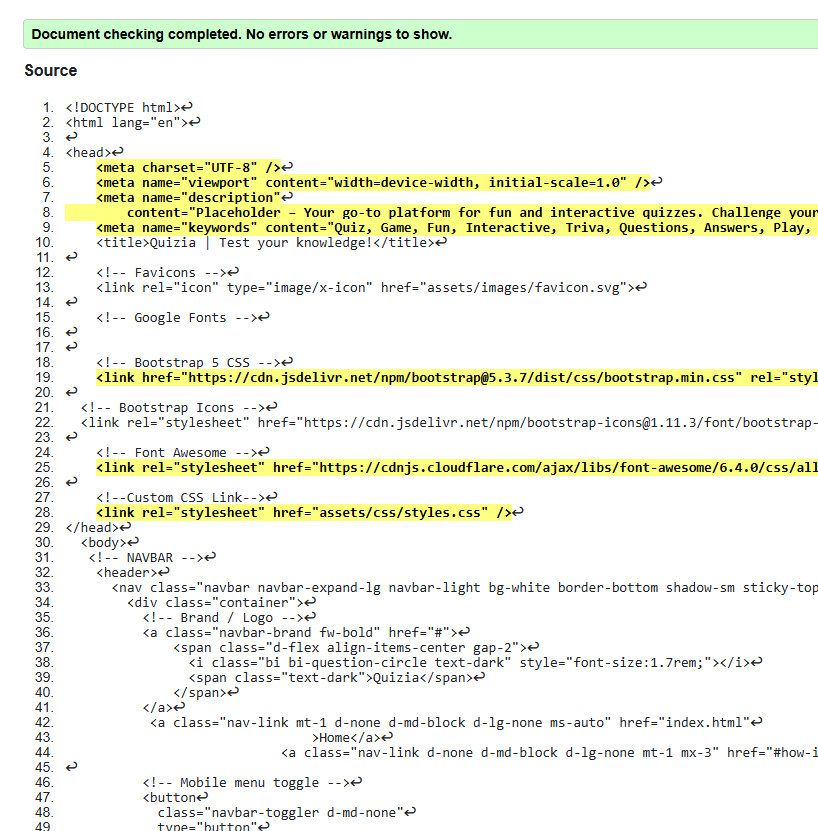 Document checking completed. No errors or warnings to show.
Source
1. <!DOCTYPE html>↩
2. <html lang="en">↩
3. ↩
4. <head>↩
5. <meta charset="UTF-8" />↩
6. <meta name="viewport" content="width=device-width, initial-scale=1.0" />↩
7. <meta name="description"↩
8. content="Placeholder – Your go-to platform for fun and interactive quizzes. Challenge your
9. <meta name="keywords" content="Quiz, Game, Fun, Interactive, Triva, Questions, Answers, Play,
10. <title>Quizia | Test your knowledge!</title>↩
11. ↩
12. <!-- Favicons -->↩
13. <link rel="icon" type="image/x-icon" href="assets/images/favicon.svg">↩
14. ↩
15. <!-- Google Fonts -->↩
16. ↩
17. ↩
18. <!-- Bootstrap 5 CSS -->↩
19. <link href="https://cdn.jsdelivr.net/npm/bootstrap@5.3.7/dist/css/bootstrap.min.css" rel="styl
20. ↩
21. <!-- Bootstrap Icons -->↩
22. <link rel="stylesheet" href="https://cdn.jsdelivr.net/npm/bootstrap-icons@1.11.3/font/bootstrap-
23. ↩
24. <!-- Font Awesome -->↩
25. <link rel="stylesheet" href="https://cdnjs.cloudflare.com/ajax/libs/font-awesome/6.4.0/css/all
26. ↩
27. <!--Custom CSS Link-->↩
28. <link rel="stylesheet" href="assets/css/styles.css" />↩
29. </head>↩
30. <body>↩
31. <!-- NAVBAR -->↩
32. <header>↩
33. <nav class="navbar navbar-expand-lg navbar-light bg-white border-bottom shadow-sm sticky-top
34. <div class="container">↩
35. <!-- Brand / Logo -->↩
36. <a class="navbar-brand fw-bold" href="#">↩
37. <span class="d-flex align-items-center gap-2">↩
38. <i class="bi bi-question-circle text-dark" style="font-size:1.7rem;"></i>↩
39. <span class="text-dark">Quizia</span>↩
40. </span>↩
41. </a>↩
42. <a class="nav-link mt-1 d-none d-md-block d-lg-none ms-auto" href="index.html"↩
43. >Home</a>↩
44. <a class="nav-link d-none d-md-block d-lg-none mt-1 mx-3" href="#how-i
45. ↩
46. <!-- Mobile menu toggle -->↩
47. <button↩
48. class="navbar-toggler d-md-none"↩
49 type="button"↩